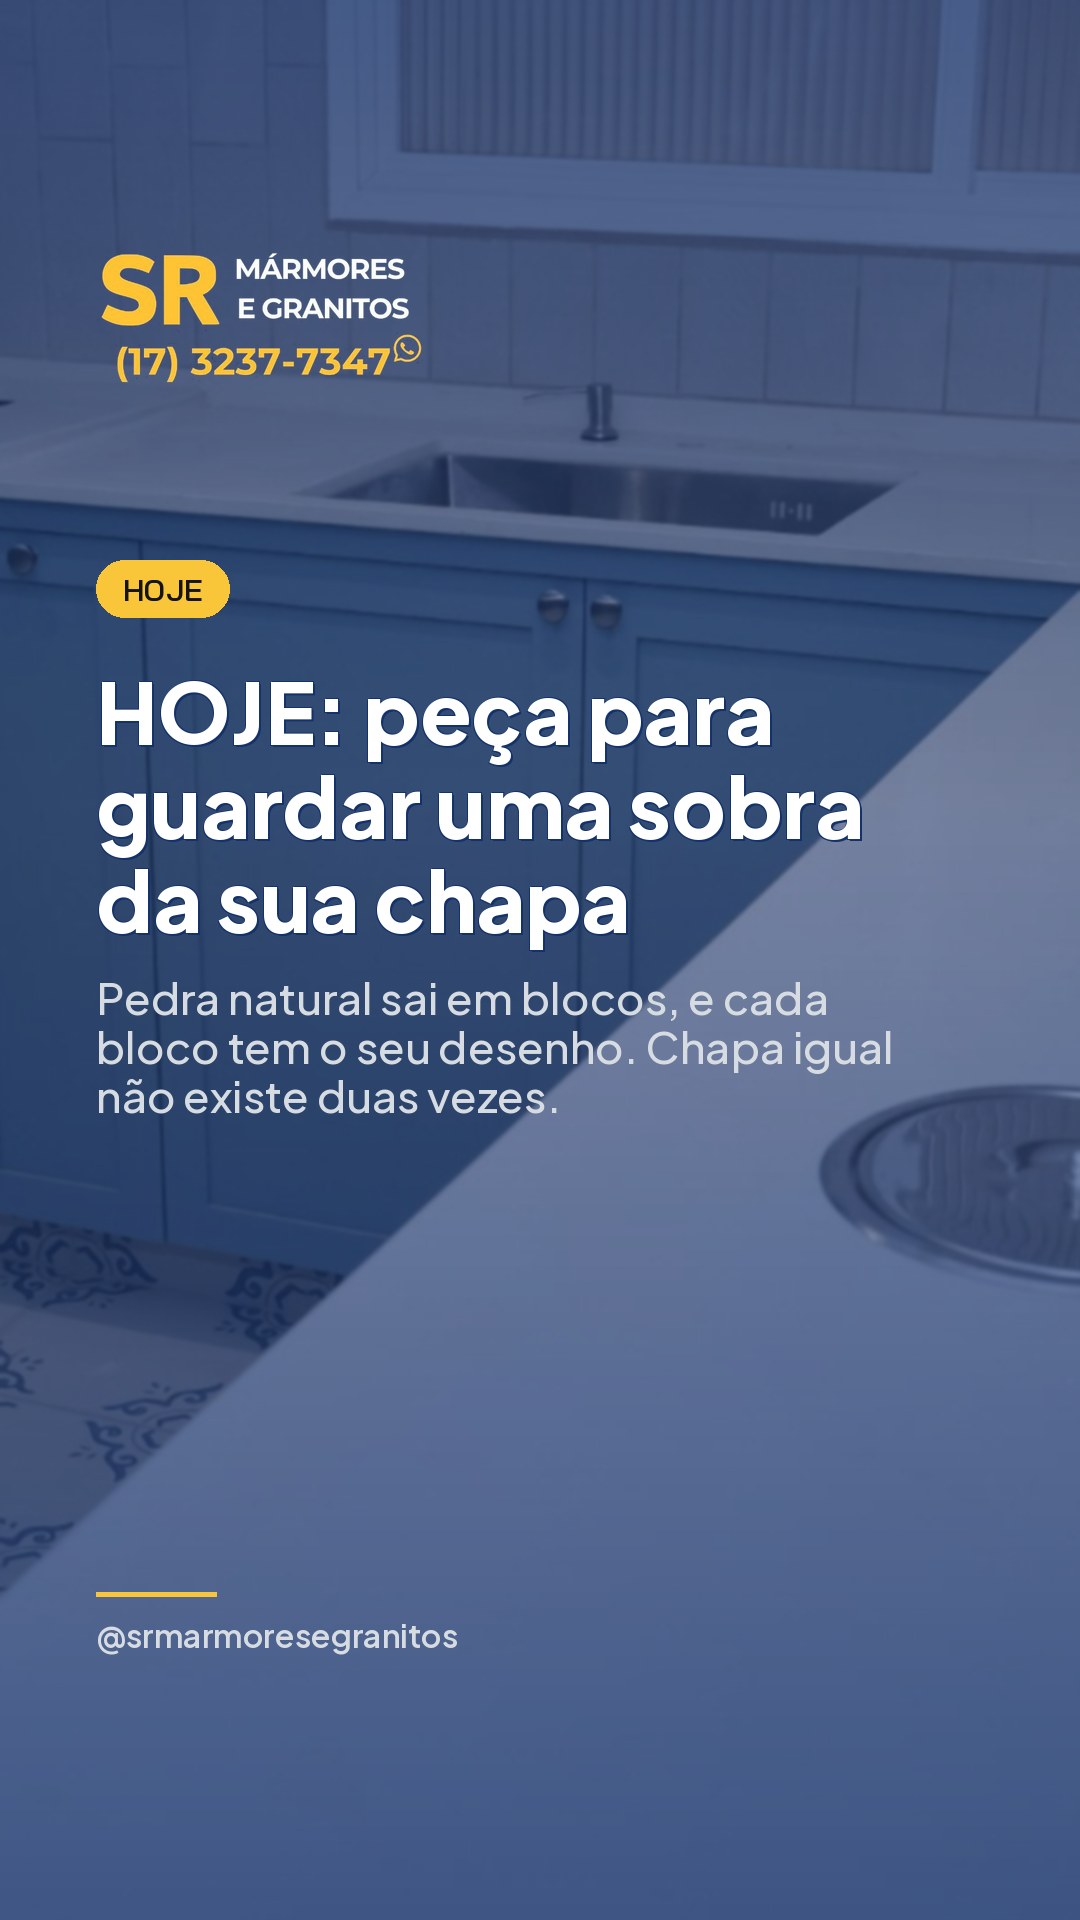 SR MÁRMORES
E GRANITOS
(17) 3237-7347
HOJE
HOJE: peça para
guardar uma sobra
da sua chapa
Pedra natural sai em blocos, e cada
bloco tem o seu desenho. Chapa igual
não existe duas vezes.
@srmarmoresegranitos